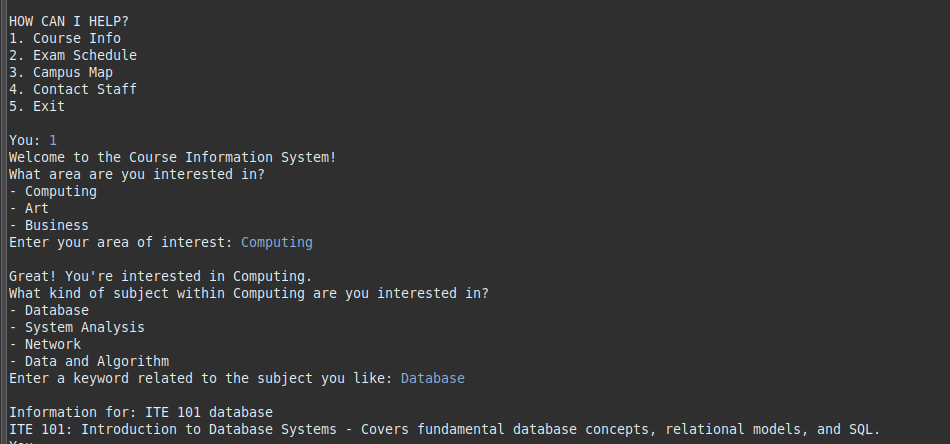 HOW CAN I HELP?
1. Course Info
2. Exam Schedule
3. Campus Map
4. Contact Staff
5. Exit
You: 1
Welcome to the Course Information System!
What area are you interested in?
- Computing
- Art
- Business
Enter your area of interest: Computing
Great! You're interested in Computing.
What kind of subject within Computing are you interested in?
- Database
- System Analysis
- Network
- Data and Algorithm
Enter a keyword related to the subject you like: Database
Information for: ITE 101 database
ITE 101: Introduction to Database Systems - Covers fundamental database concepts, relational models, and SQL.